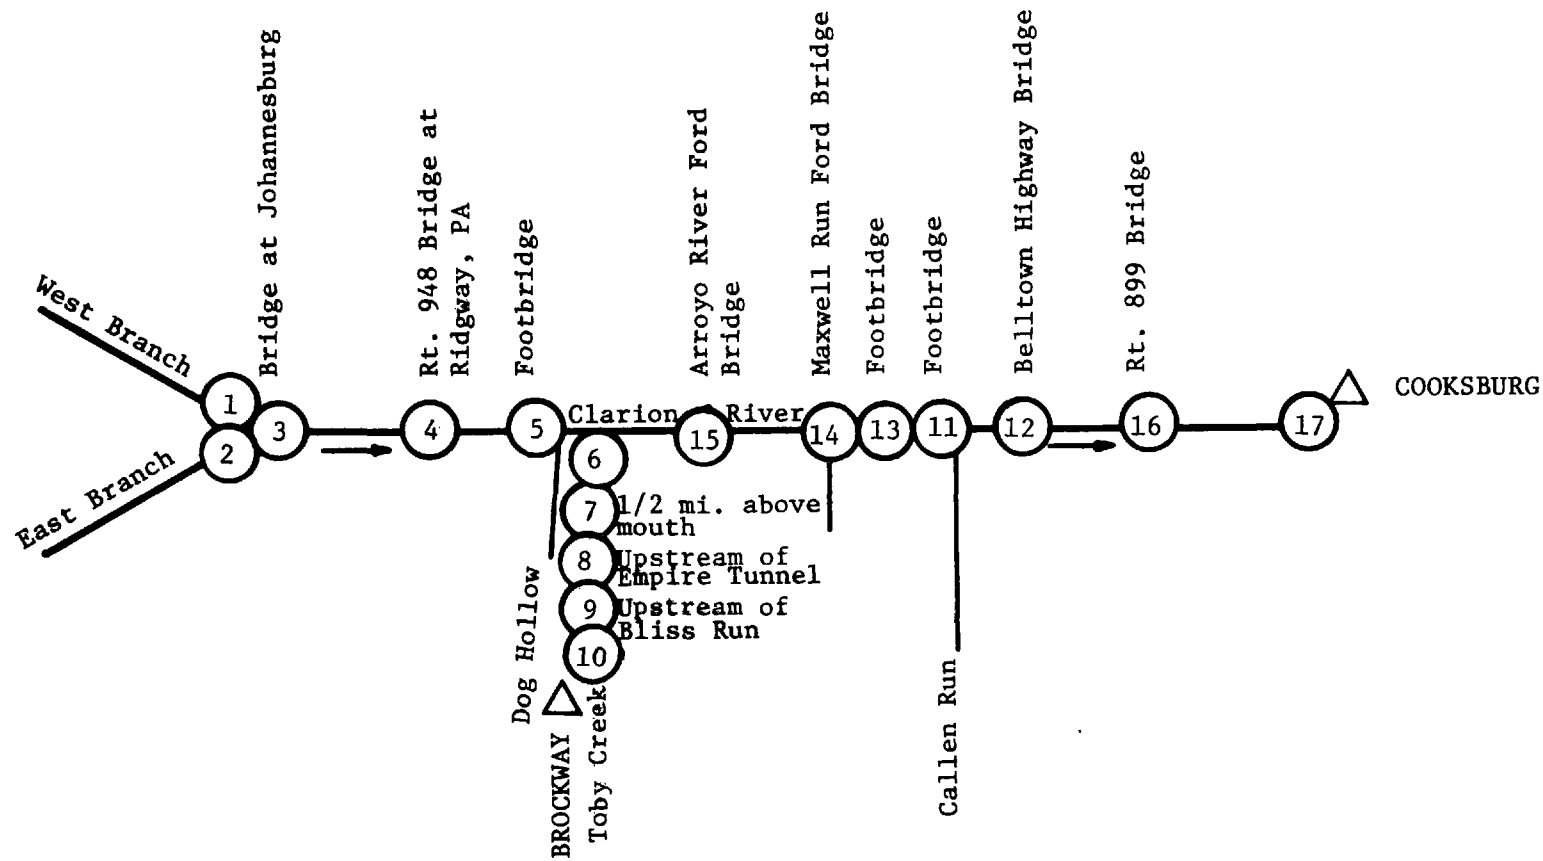 Bridge at Johannesburg
Rt. 948 Bridge at
Ridgway, PA
Footbridge
Arroyo River Ford
Bridge
Maxwell Run Ford Bridge
Footbridge
Footbridge
Belltown Highway Bridge
Rt. 899 Bridge
West Branch
East Branch
1
2
3
4
5
Clarion River
15
14
13
11
12
16
17
COOKSBURG
6
7
1/2 mi. above
mouth
8
Upstream of
Empire Tunnel
9
Upstream of
Bliss Run
10
Dog Hollow
BROCKWAY
Toby Creek
Callen Run